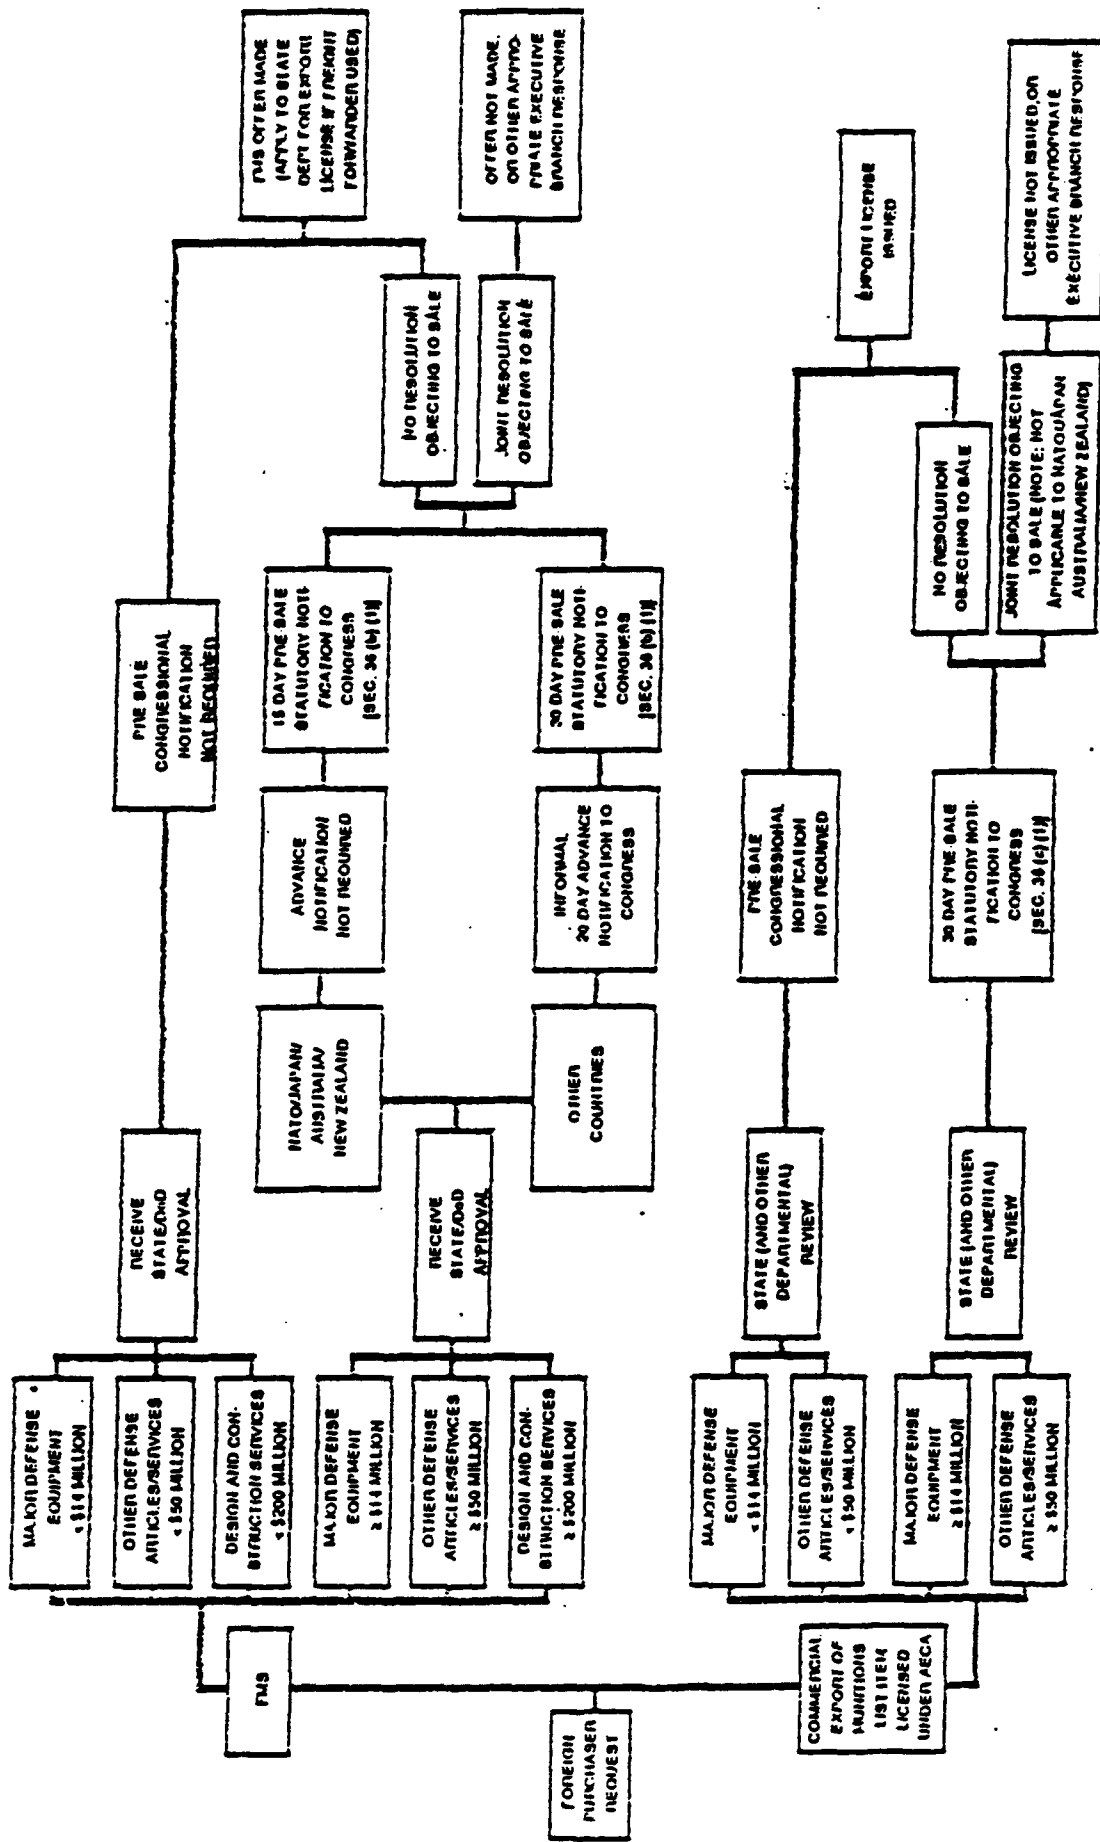 FOREIGN
PURCHASER
REQUEST
FMS
COMMERCIAL
EXPORT OF
MUNITIONS
LIST ITEM
LICENSED
UNDER AECA
MAJOR DEFENSE
EQUIPMENT
< $14 MILLION
OTHER DEFENSE
ARTICLES/SERVICES
< $50 MILLION
DESIGN AND CON-
STRUCTION SERVICES
< $200 MILLION
MAJOR DEFENSE
EQUIPMENT
≥ $14 MILLION
OTHER DEFENSE
ARTICLES/SERVICES
≥ $50 MILLION
DESIGN AND CON-
STRUCTION SERVICES
≥ $200 MILLION
RECEIVE
STATE/DoD
APPROVAL
RECEIVE
STATE/DoD
APPROVAL
NATO/JAPAN/
AUSTRALIA/
NEW ZEALAND
OTHER
COUNTRIES
PRE SALE
CONGRESSIONAL
NOTIFICATION
NOT REQUIRED
ADVANCE
NOTIFICATION
NOT REQUIRED
INFORMAL
20 DAY ADVANCE
NOTIFICATION TO
CONGRESS
15 DAY PRE-SALE
STATUTORY NOTI-
FICATION TO
CONGRESS
[SEC. 36 (b) (1)]
30 DAY PRE-SALE
STATUTORY NOTI-
FICATION TO
CONGRESS
[SEC. 36 (b) (1)]
NO RESOLUTION
OBJECTING TO SALE
JOINT RESOLUTION
OBJECTING TO SALE
FMS OFFER MADE
(APPLY TO STATE
DEPT FOR EXPORT
LICENSE IF FREIGHT
FORWARDER USED)
OFFER NOT MADE,
OR OTHER APPRO-
PRIATE EXECUTIVE
BRANCH RESPONSE
MAJOR DEFENSE
EQUIPMENT
< $14 MILLION
OTHER DEFENSE
ARTICLES/SERVICES
< $50 MILLION
MAJOR DEFENSE
EQUIPMENT
≥ $14 MILLION
OTHER DEFENSE
ARTICLES/SERVICES
≥ $50 MILLION
STATE (AND OTHER
DEPARTMENTAL)
REVIEW
STATE (AND OTHER
DEPARTMENTAL)
REVIEW
PRE-SALE
CONGRESSIONAL
NOTIFICATION
NOT REQUIRED
30 DAY PRE-SALE
STATUTORY NOTI-
FICATION TO
CONGRESS
[SEC. 36 (c) (1)]
NO RESOLUTION
OBJECTING TO SALE
JOINT RESOLUTION OBJECTING
TO SALE (NOTE: NOT
APPLICABLE TO NATO/JAPAN
AUSTRALIA/NEW ZEALAND)
EXPORT LICENSE
ISSUED
LICENSE NOT ISSUED, OR
OTHER APPROPRIATE
EXECUTIVE BRANCH RESPONSE